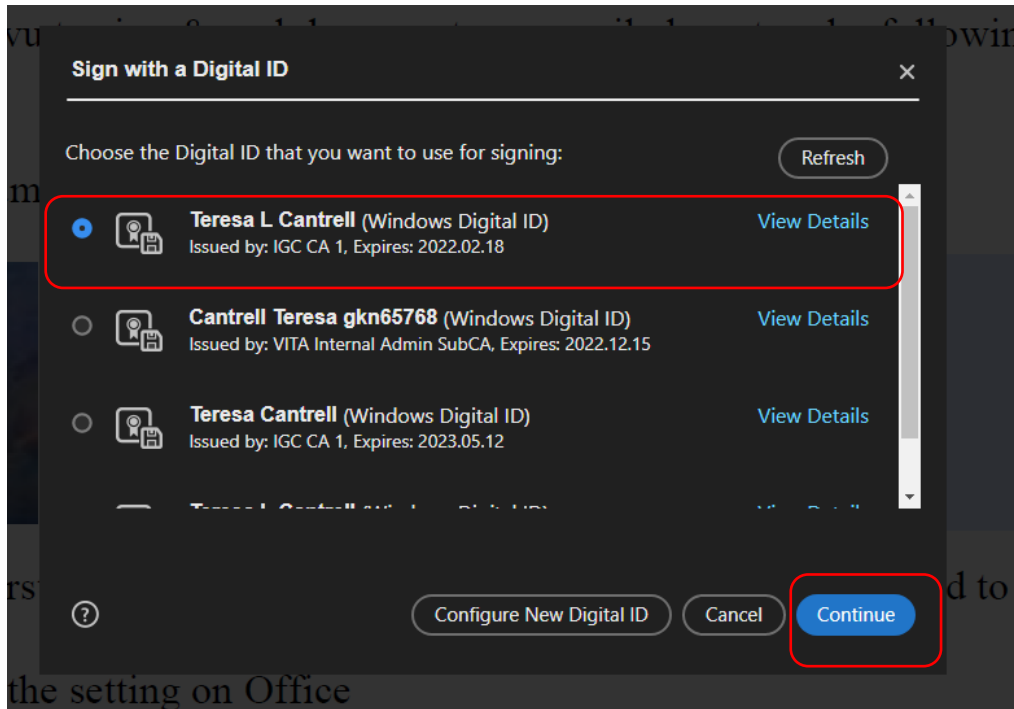 owin
Sign with a Digital ID
Choose the Digital ID that you want to use for signing:
Refresh
Teresa L Cantrell (Windows Digital ID)
View Details
Issued by: IGC CA 1, Expires: 2022.02.18
Cantrell Teresa gkn65768 (Windows Digital ID)
View Details
Issued by: VITA Internal Admin SubCA, Expires: 2022.12.15
Teresa Cantrell (Windows Digital ID)
View Details
Issued by: IGC CA 1, Expires: 2023.05.12
rs
d to
?
Configure New Digital ID
Cancel
Continue
the setting on Office